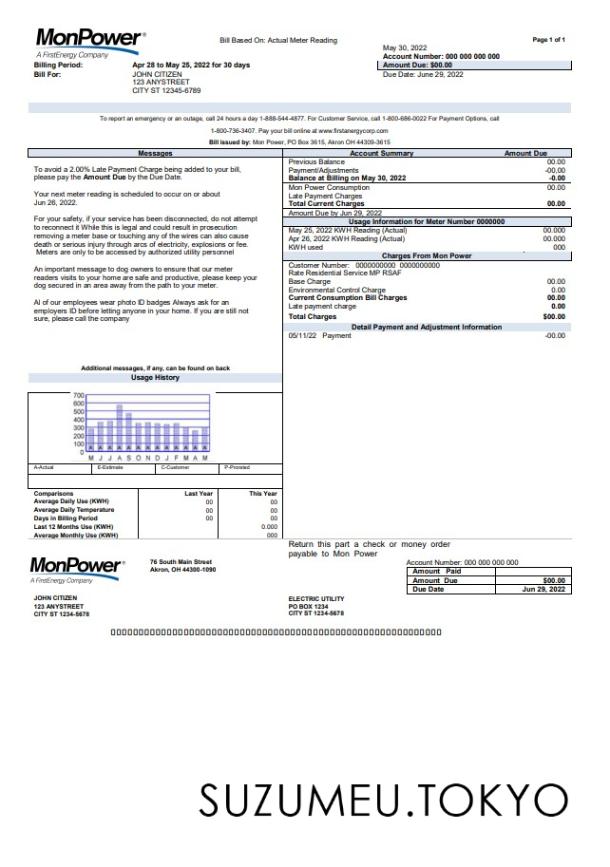 MonPower®
A FirstEnergy Company
Bill Based On: Actual Meter Reading
Page 1 of 1
May 30, 2022
Account Number: 000 000 000 000
Billing Period: Apr 28 to May 25, 2022 for 30 days
Amount Due: $00.00
Bill For: JOHN CITIZEN
Due Date: June 29, 2022
123 ANYSTREET
CITY ST 12345-6789
To report an emergency or an outage, call 24 hours a day 1-888-544-4877. For Customer Service, call 1-800-686-0022 For Payment Options, call
1-800-736-3407. Pay your bill online at www.firstanergycorp.com
Bill issued by: Mon Power, PO Box 3615, Akron OH 44309-3615
Messages
To avoid a 2.00% Late Payment Charge being added to your bill,
please pay the Amount Due by the Due Date.
Your next meter reading is scheduled to occur on or about
Jun 26, 2022.
For your safety, if your service has been disconnected, do not attempt
to reconnect it While this is legal and could result in prosecution
removing a meter base or touching any of the wires can also cause
death or serious injury through arcs of electricity, explosions or fee.
Meters are only to be accessed by authorized utility personnel
An important message to dog owners to ensure that our meter
readers visits to your home are safe and productive, please keep your
dog secured in an area away from the path to your meter.
Al of our employees wear photo ID badges Always ask for an
employers ID before letting anyone in your home. If you are still not
sure, please call the company
Additional messages, if any, can be found on back
Usage History
700
600
500
400
300
200
100
0
A A A A A A A A A A A A A
M J J A S O N D J F M A M
A-Actual E-Estimate C-Customer P-Prorated
Comparisons Last Year This Year
Average Daily Use (KWH) 00 00
Average Daily Temperature 00 00
Days in Billing Period 00 00
Last 12 Months Use (KWH) 0.000
Average Monthly Use (KWH) 000
Account Summary Amount Due
Previous Balance 00.00
Payment/Adjustments -00,00
Balance at Billing on May 30, 2022 -0.00
Mon Power Consumption 00.00
Late Payment Charges
Total Current Charges 00.00
Amount Due by Jun 29, 2022
Usage Information for Meter Number 0000000
May 25, 2022 KWH Reading (Actual) 00.000
Apr 26, 2022 KWH Reading (Actual) 00.000
KWH used 000
Charges From Mon Power
Customer Number: 0000000000 0000000000
Rate Residential Service MP RSAF
Base Charge 00.00
Environmental Control Charge 0.00
Current Consumption Bill Charges 00.00
Late payment charge 0.00
Total Charges $00.00
Detail Payment and Adjustment Information
05/11/22 Payment -00.00
Return this part a check or money order
payable to Mon Power
MonPower®
A FirstEnergy Company
76 South Main Street
Akron, OH 44300-1090
Account Number: 000 000 000 000
Amount Paid
Amount Due $00.00
Due Date Jun 29, 2022
JOHN CITIZEN
123 ANYSTREET
CITY ST 1234-5678
ELECTRIC UTILITY
PO BOX 1234
CITY ST 1234-5678
SUZUMEU.TOKYO